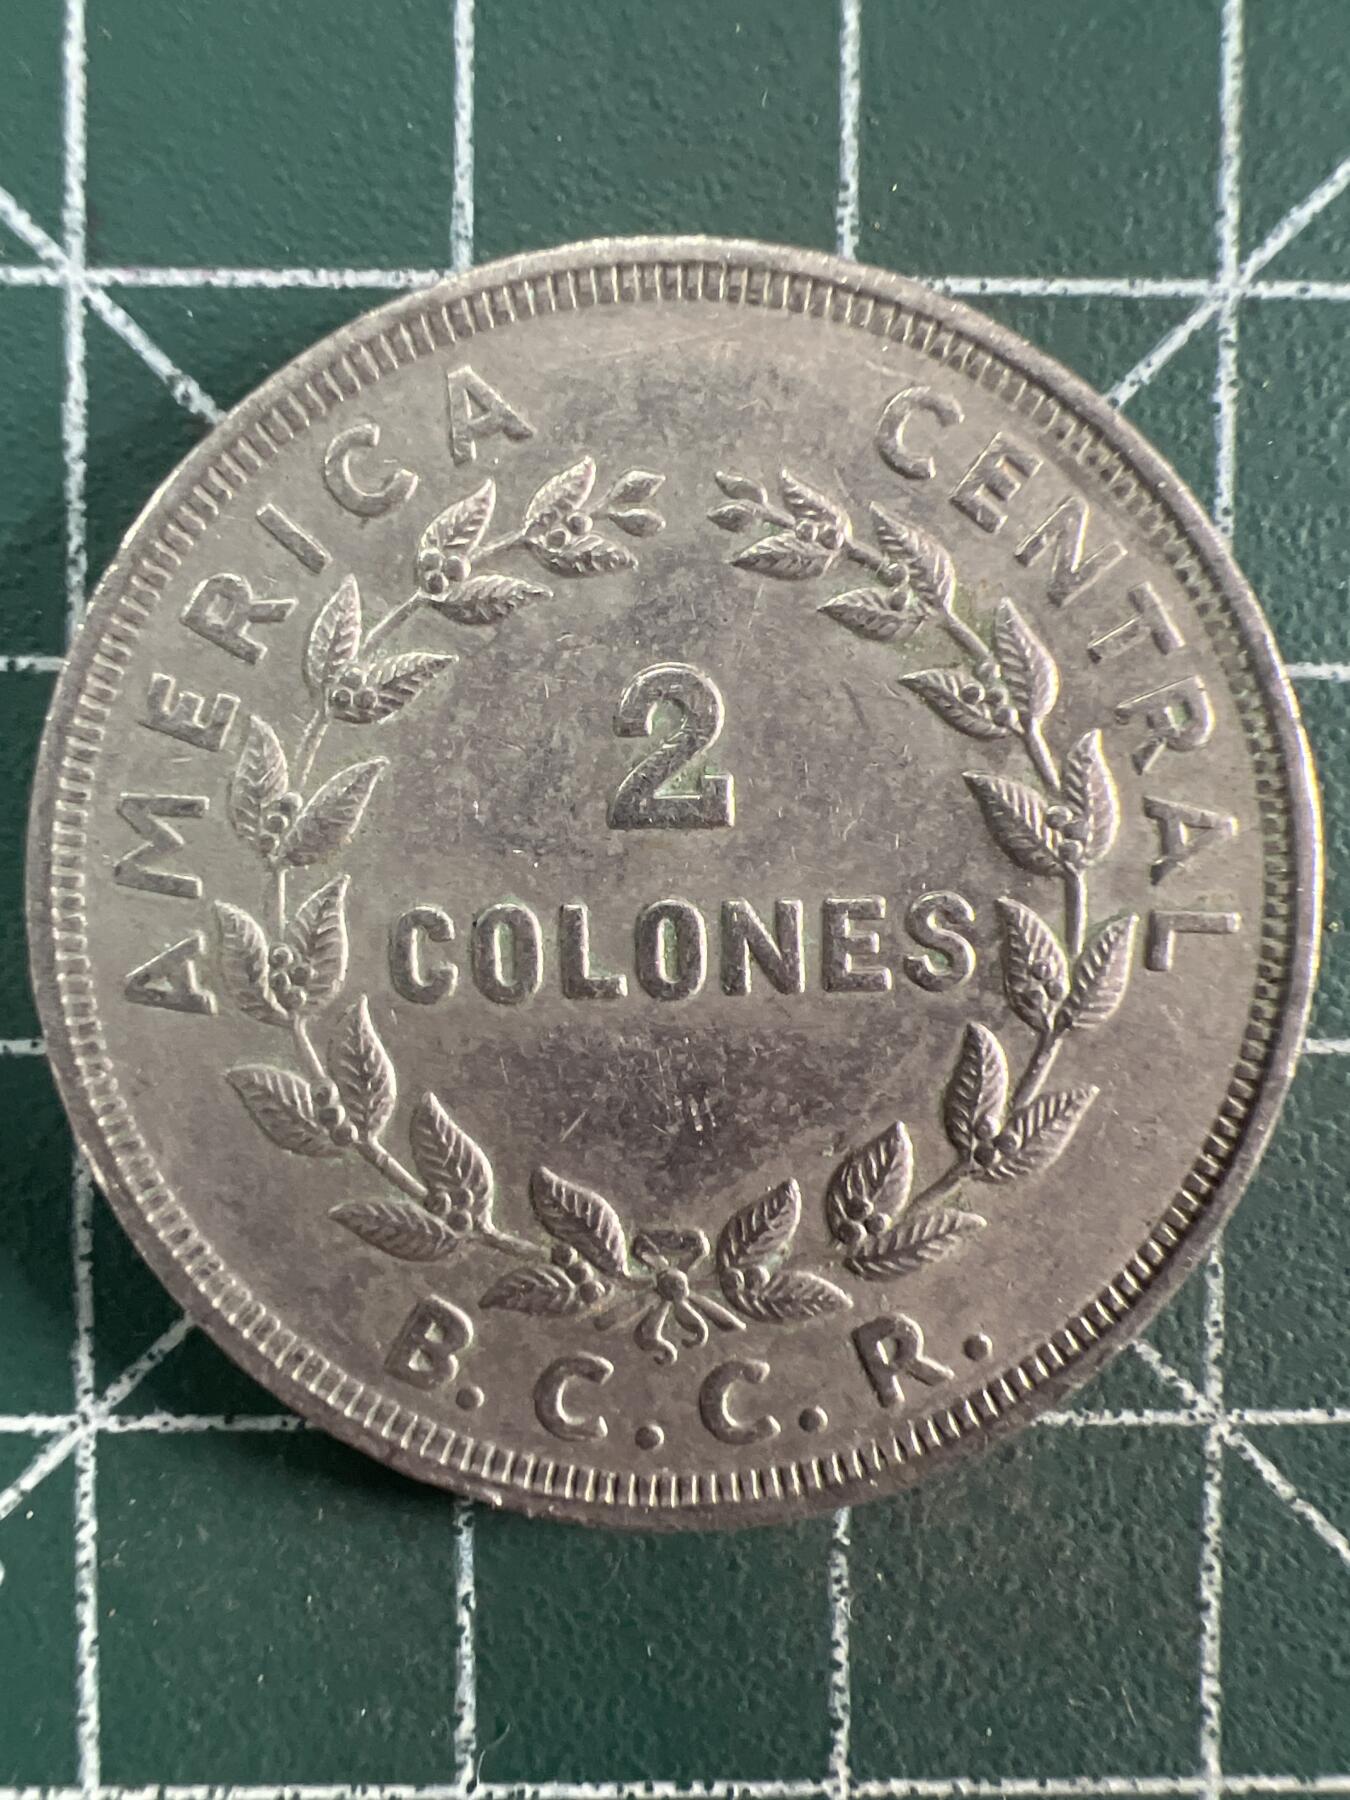 AMERICA CENTRAL
2
COLONES
B.C.C.R.